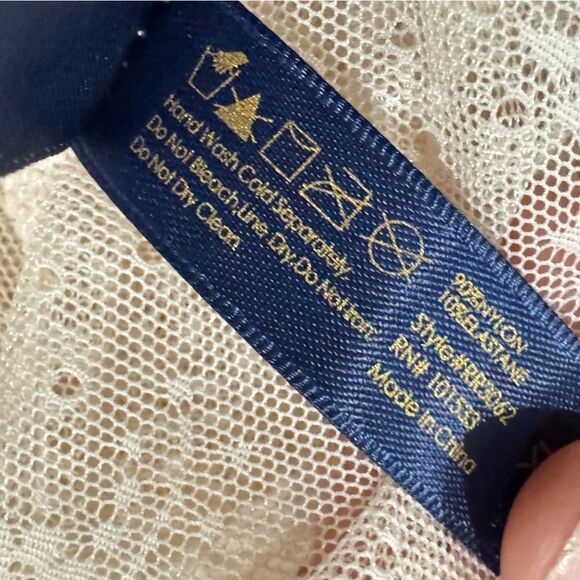 Hand Wash Cold Separately
Do Not Bleach,Line Dry,Do Not Iron.
Do Not Dry Clean.
90%NYLON
10%ELASTANE
RN# 101533
Made in China